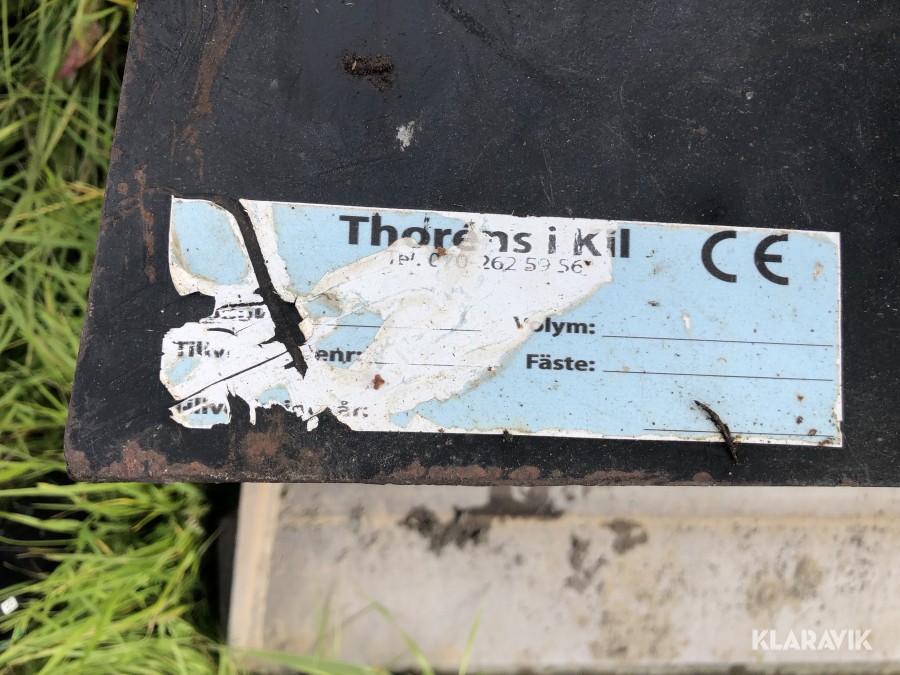 Thoréns i Kil
CE
Tel. 070-262 59 56
Volym:
Fäste:
KLARAVIK